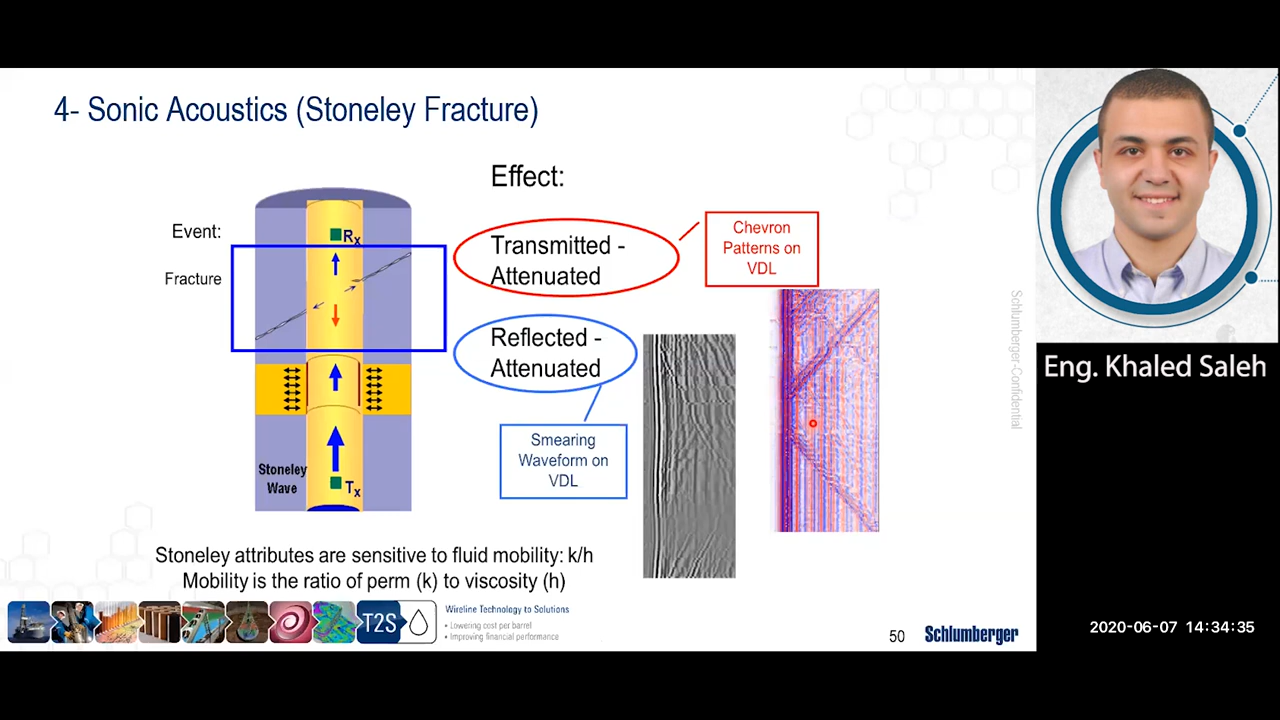 4- Sonic Acoustics (Stoneley Fracture)
Effect:
Event:
Fracture
Rx
Transmitted -
Attenuated
Chevron
Patterns on
VDL
Reflected -
Attenuated
Smearing
Waveform on
VDL
Stoneley
Wave
Tx
Stoneley attributes are sensitive to fluid mobility: k/h
Mobility is the ratio of perm (k) to viscosity (h)
T2S
Wireline Technology to Solutions
• Lowering cost per barrel
• Improving financial performance
50
Schlumberger
Schlumberger-Confidential
Eng. Khaled Saleh
2020-06-07 14:34:35